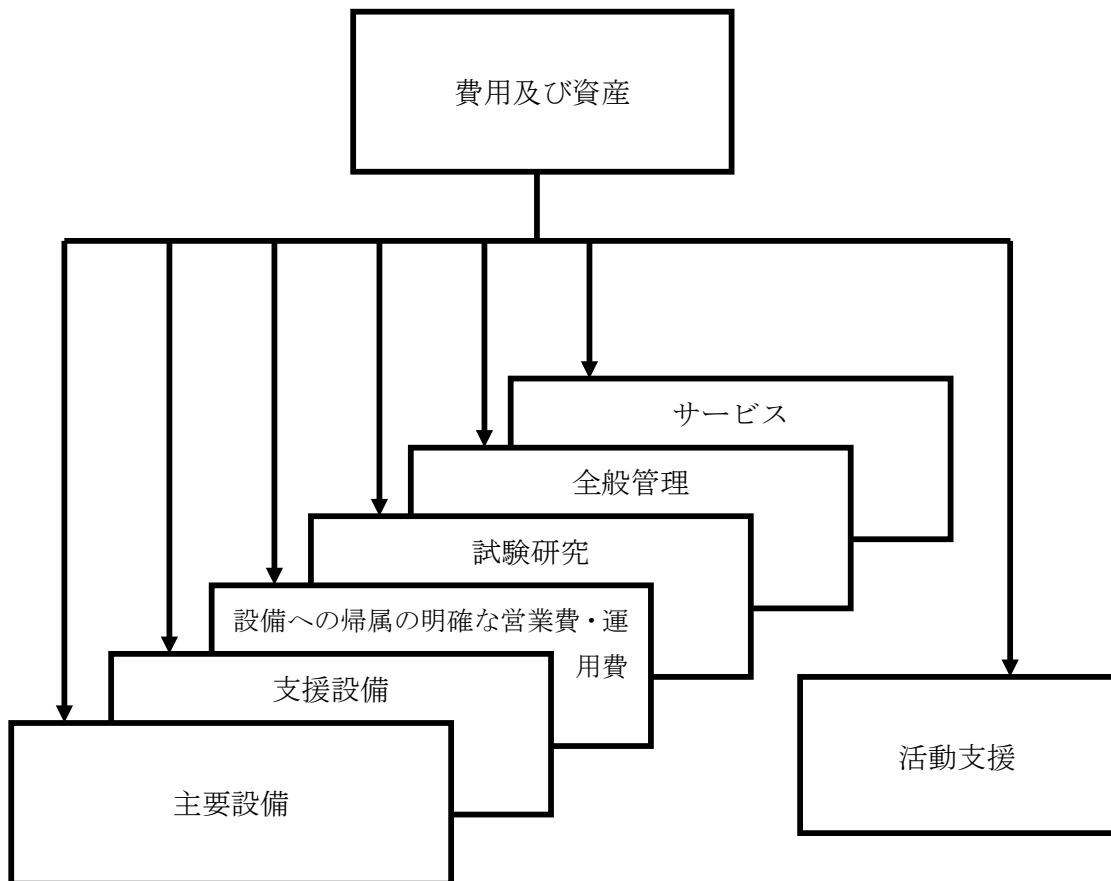 費用及び資産
サービス
全般管理
試験研究
設備への帰属の明確な営業費・運
用費
支援設備
主要設備
活動支援